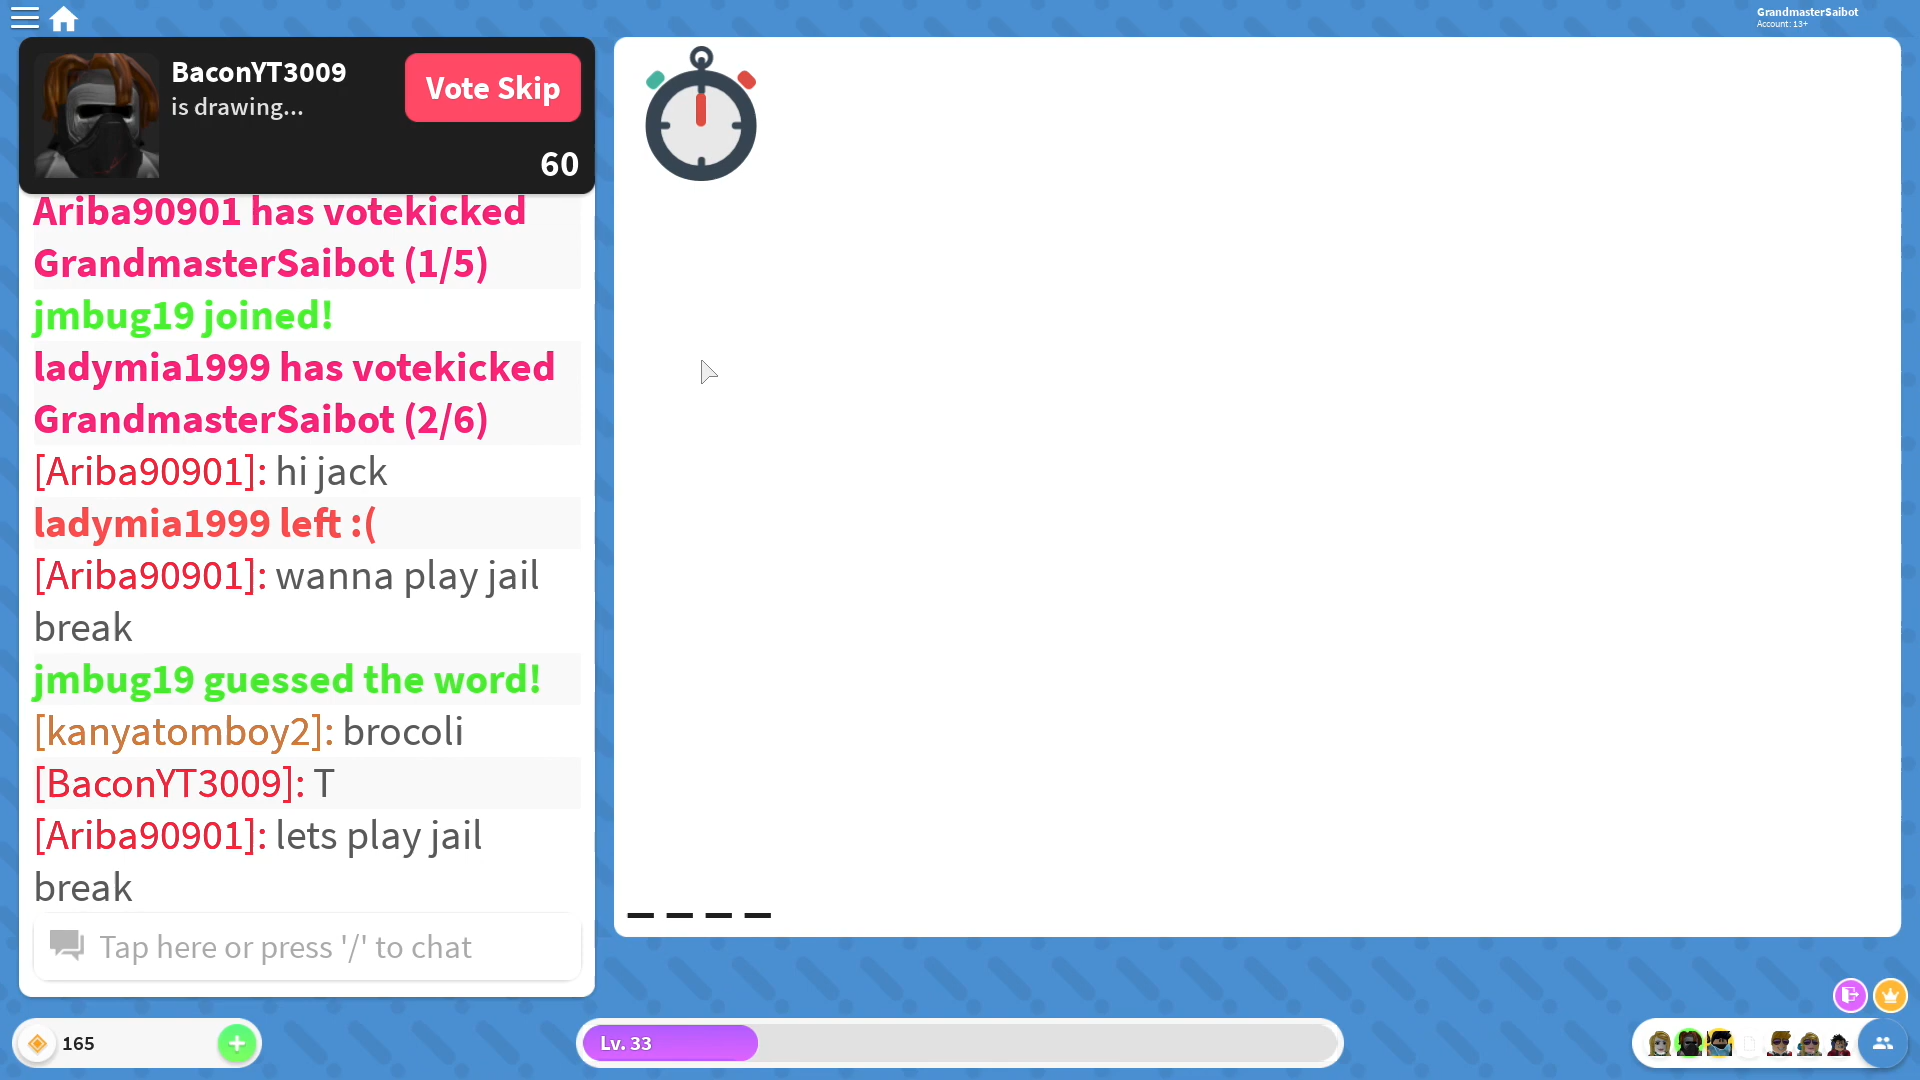 GrandmasterSaibot
Account: 13+
BaconYT3009
is drawing...
Vote Skip
60
Ariba90901 has votekicked
GrandmasterSaibot (1/5)
jmbug19 joined!
ladymia1999 has votekicked
GrandmasterSaibot (2/6)
[Ariba90901]: hi jack
ladymia1999 left :(
[Ariba90901]: wanna play jail
break
jmbug19 guessed the word!
[kanyatomboy2]: brocoli
[BaconYT3009]: T
[Ariba90901]: lets play jail
break
_ _ _ _
Tap here or press '/' to chat
165
Lv. 33